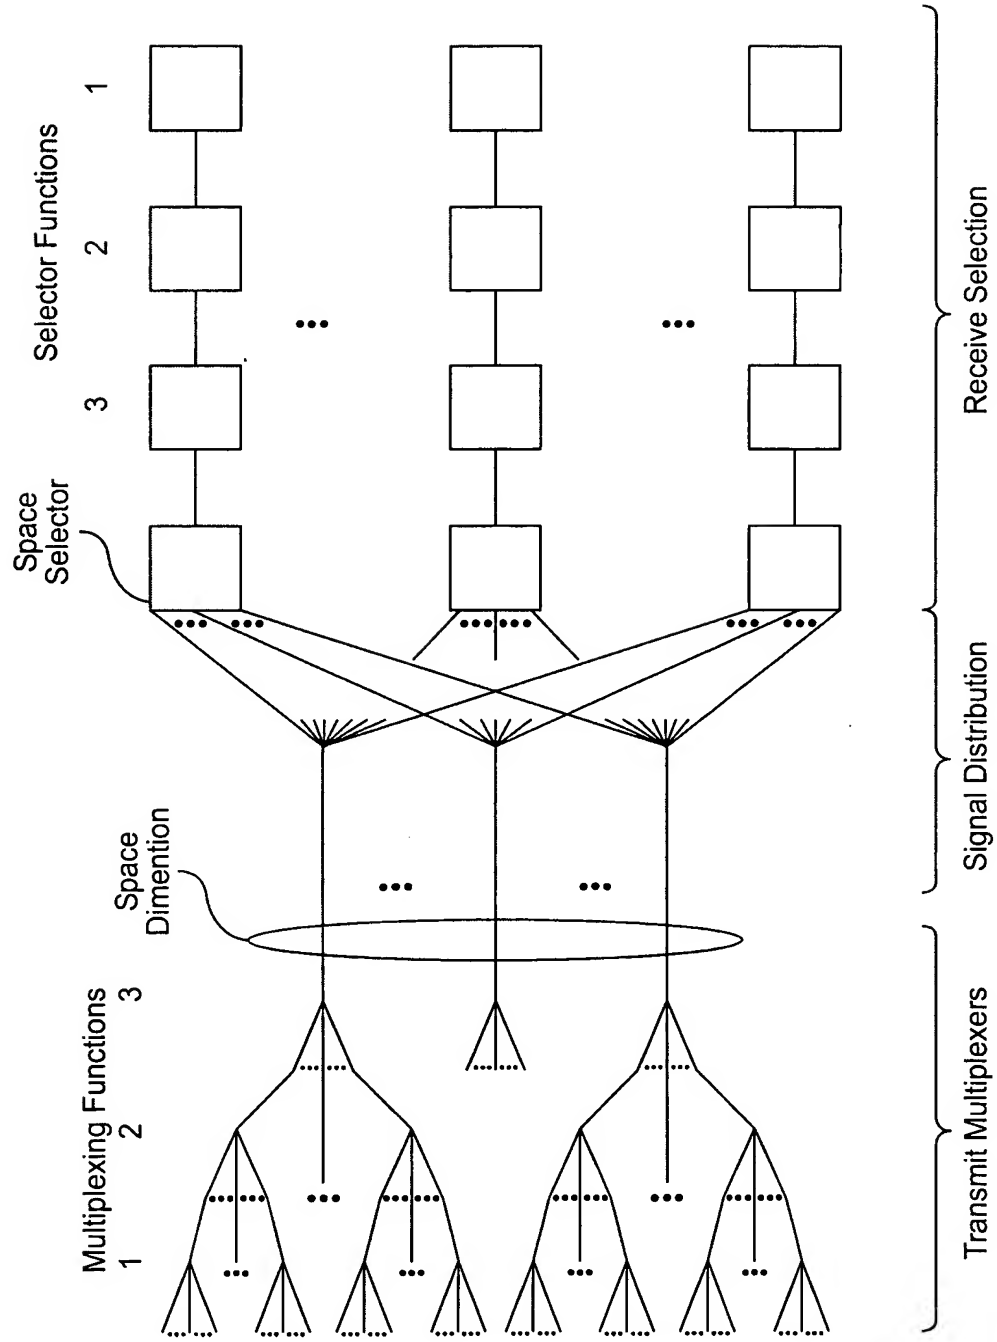 Multiplexing Functions
1
2
3
Space
Dimention
Space
Selector
Selector Functions
3
2
1
Transmit Multiplexers
Signal Distribution
Receive Selection